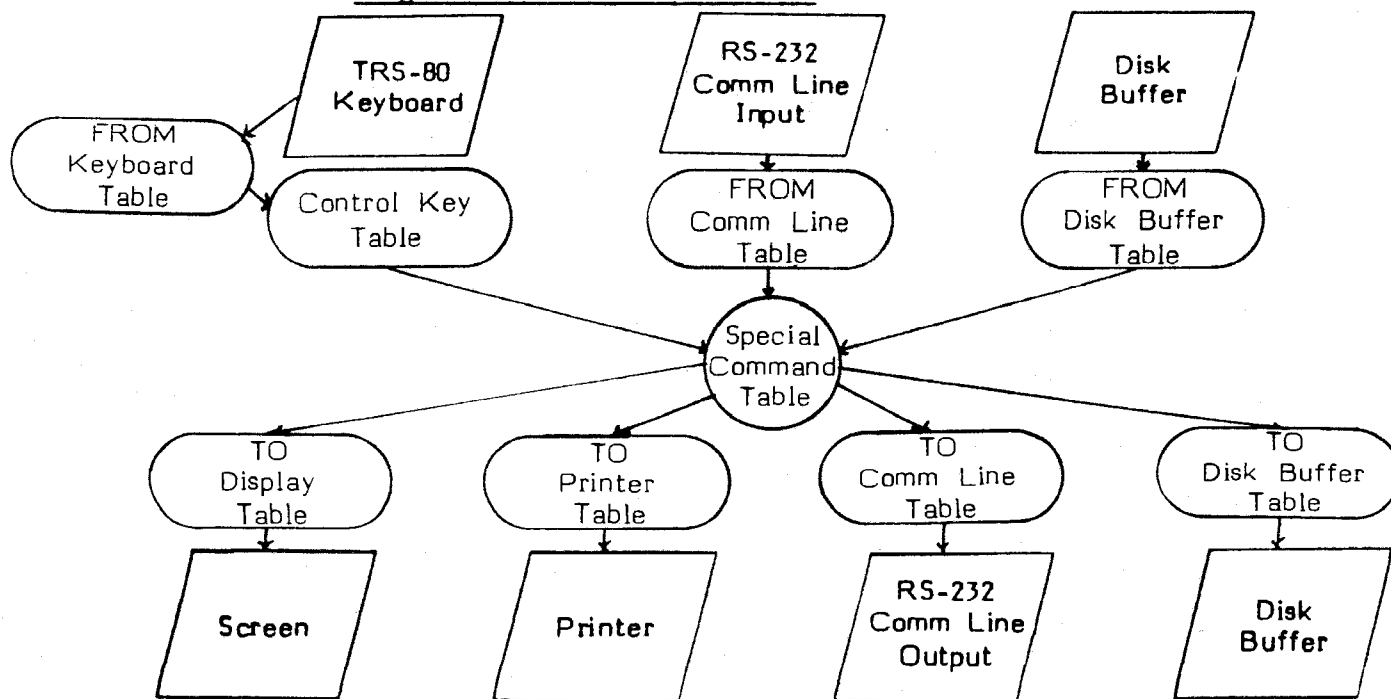 TRS-80
Keyboard
RS-232
Comm Line
Input
Disk
Buffer
FROM
Keyboard
Table
Control Key
Table
FROM
Comm Line
Table
FROM
Disk Buffer
Table
Special
Command
Table
TO
Display
Table
TO
Printer
Table
TO
Comm Line
Table
TO
Disk Buffer
Table
Screen
Printer
RS-232
Comm Line
Output
Disk
Buffer